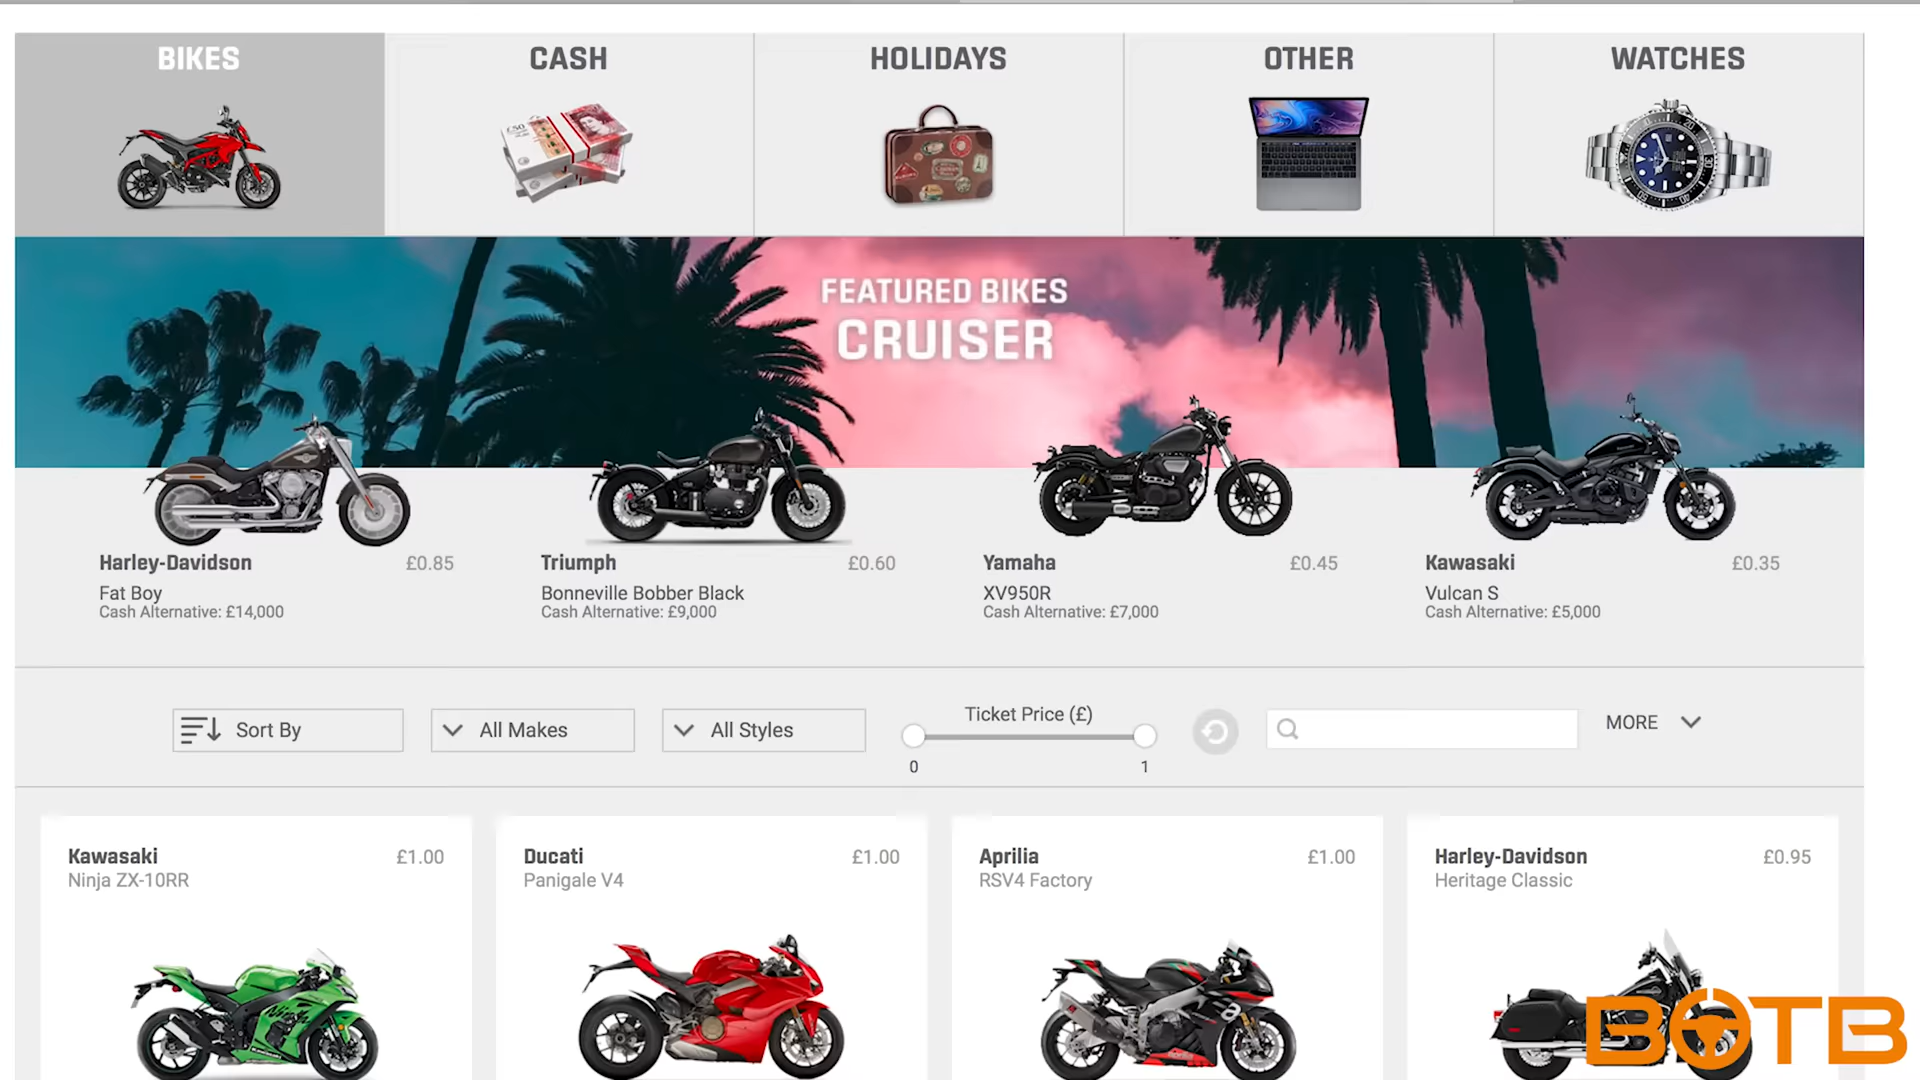 BIKES
CASH
HOLIDAYS
OTHER
WATCHES
FEATURED BIKES
CRUISER
Harley-Davidson £0.85
Fat Boy
Cash Alternative: £14,000
Triumph £0.60
Bonneville Bobber Black
Cash Alternative: £9,000
Yamaha £0.45
XV950R
Cash Alternative: £7,000
Kawasaki £0.35
Vulcan S
Cash Alternative: £5,000
Sort By
All Makes
All Styles
Ticket Price (£)
0 1
MORE
Kawasaki £1.00
Ninja ZX-10RR
Ducati £1.00
Panigale V4
Aprilia £1.00
RSV4 Factory
Harley-Davidson £0.95
Heritage Classic
BOTB